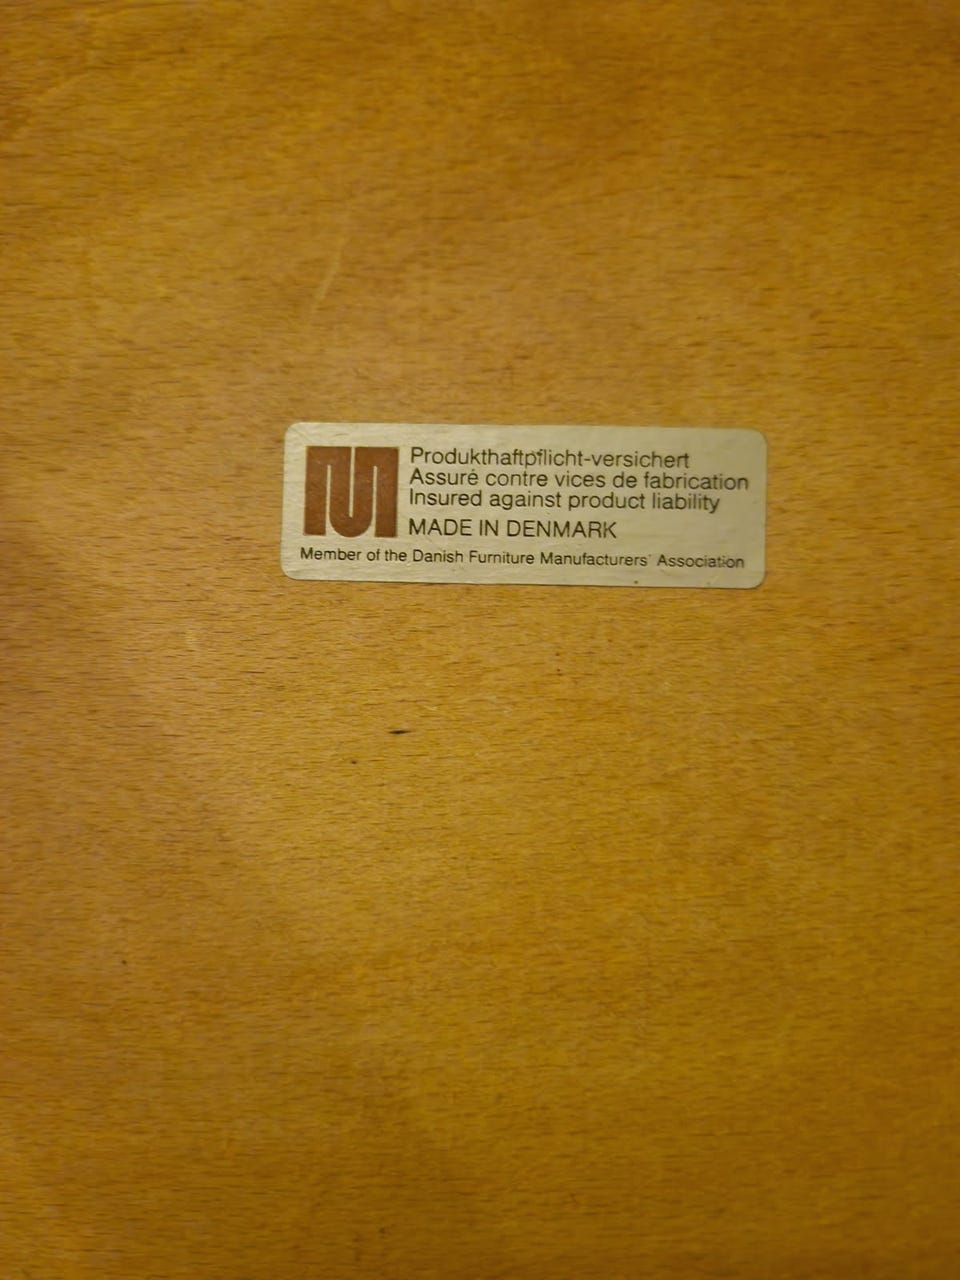 Produkthaftpflicht-versichert
Assuré contre vices de fabrication
Insured against product liability
MADE IN DENMARK
Member of the Danish Furniture Manufacturers' Association